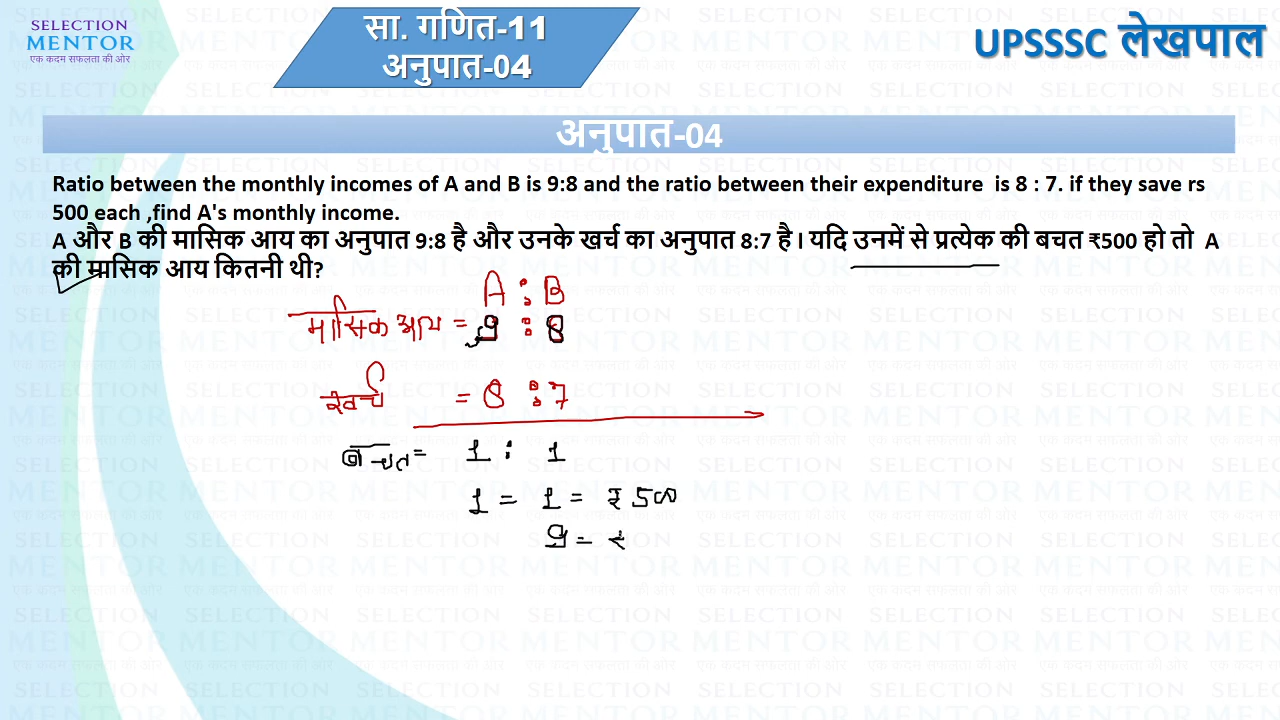 SELECTION
MENTOR
एक कदम सफलता की ओर
सा. गणित-11
अनुपात-04
UPSSSC लेखपाल
अनुपात-04
Ratio between the monthly incomes of A and B is 9:8 and the ratio between their expenditure is 8 : 7. if they save rs
500 each ,find A's monthly income.
A और B की मासिक आय का अनुपात 9:8 है और उनके खर्च का अनुपात 8:7 है। यदि उनमें से प्रत्येक की बचत ₹500 हो तो A
की मासिक आय कितनी थी?
A : B
मासिक आय = 9 : 8
खर्च = 8 : 7
बचत = 1 : 1
1 = 1 = ₹ 500
9 = ₹